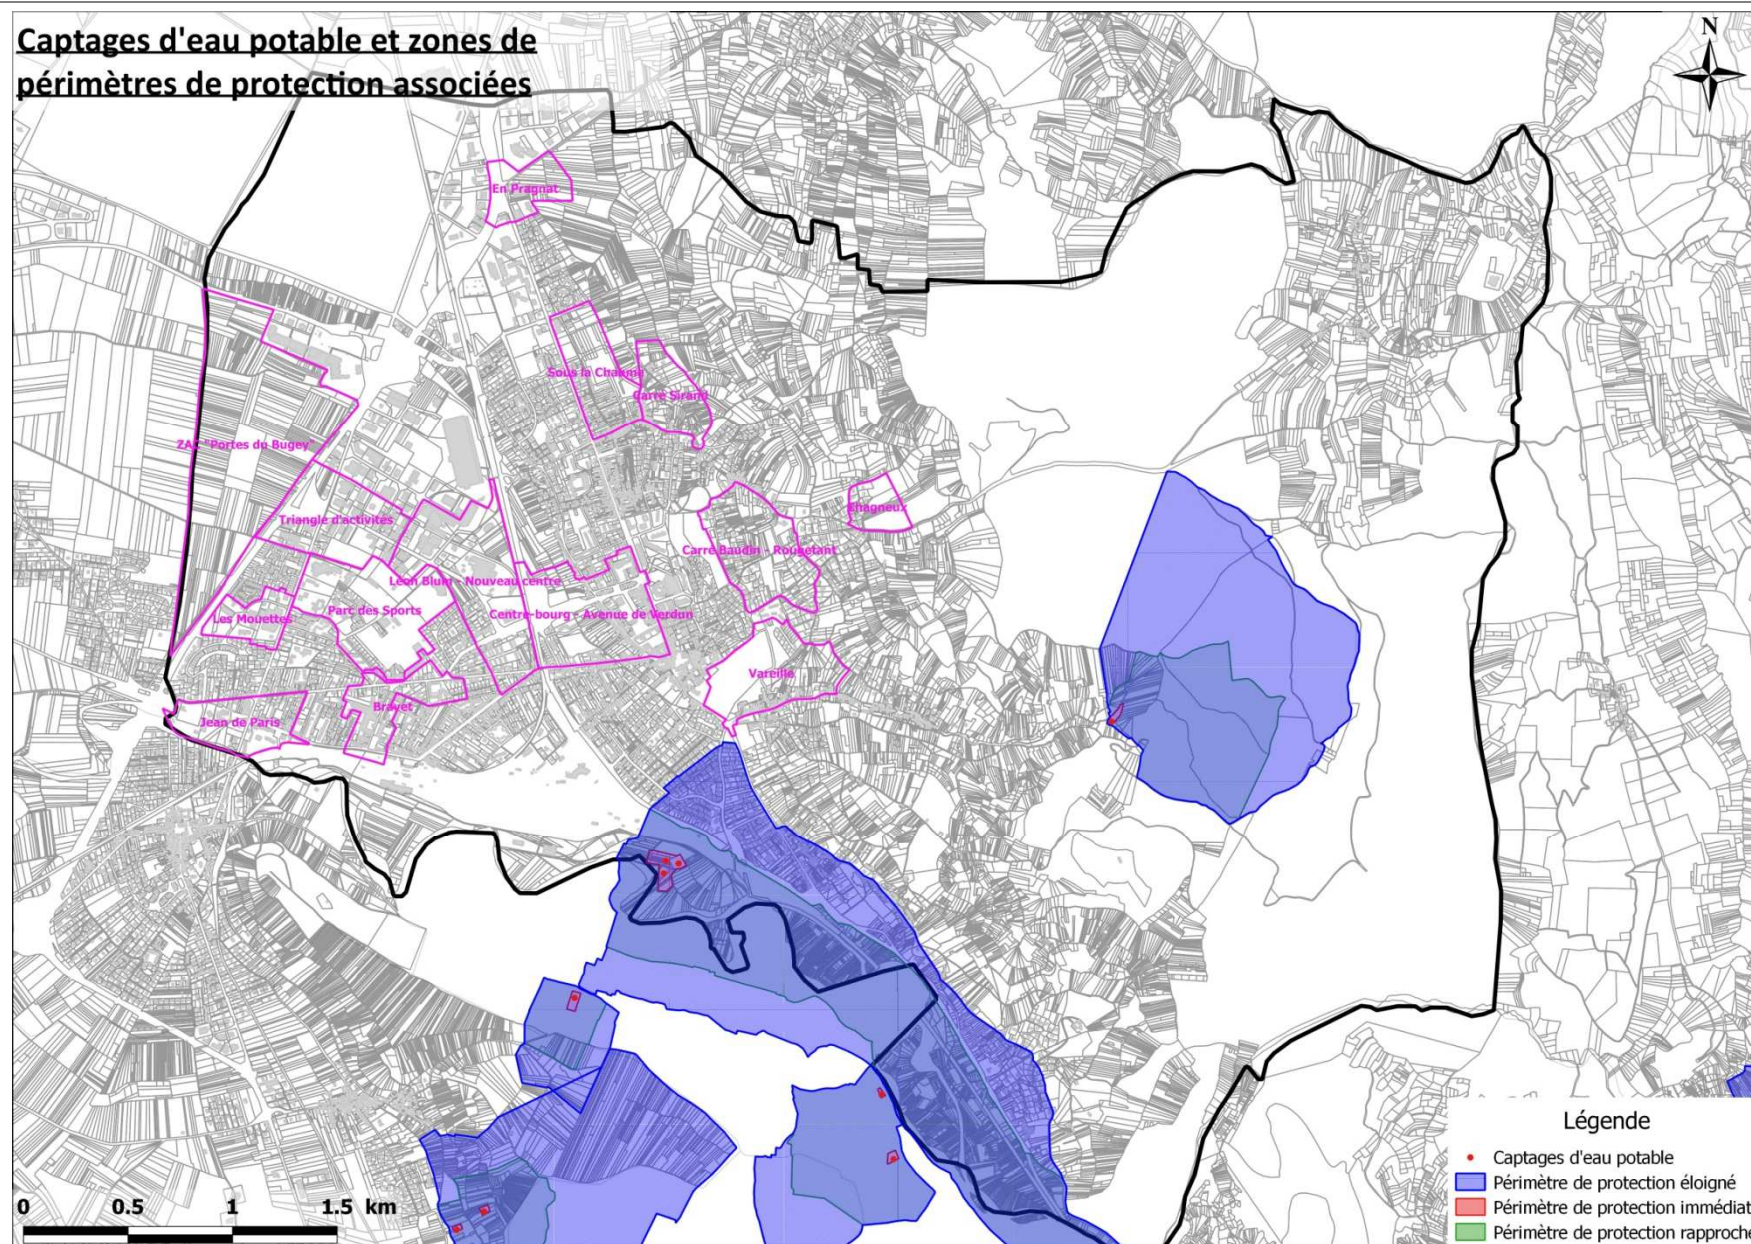 Captages d'eau potable et zones de
périmètres de protection associées
N
En Pragnat
Sous la Chaume
Carré Sirand
ZAC "Portes du Bugey"
Triangle d'activités
Chagneux
Carré Baudin - Rougetant
Léon Blum - Nouveau centre
Parc des Sports
Centre-bourg - Avenue de Verdun
Les Mouettes
Vareille
Bravet
Jean de Paris
0 0.5 1 1.5 km
Légende
Captages d'eau potable
Périmètre de protection éloigné
Périmètre de protection immédiat
Périmètre de protection rapproché